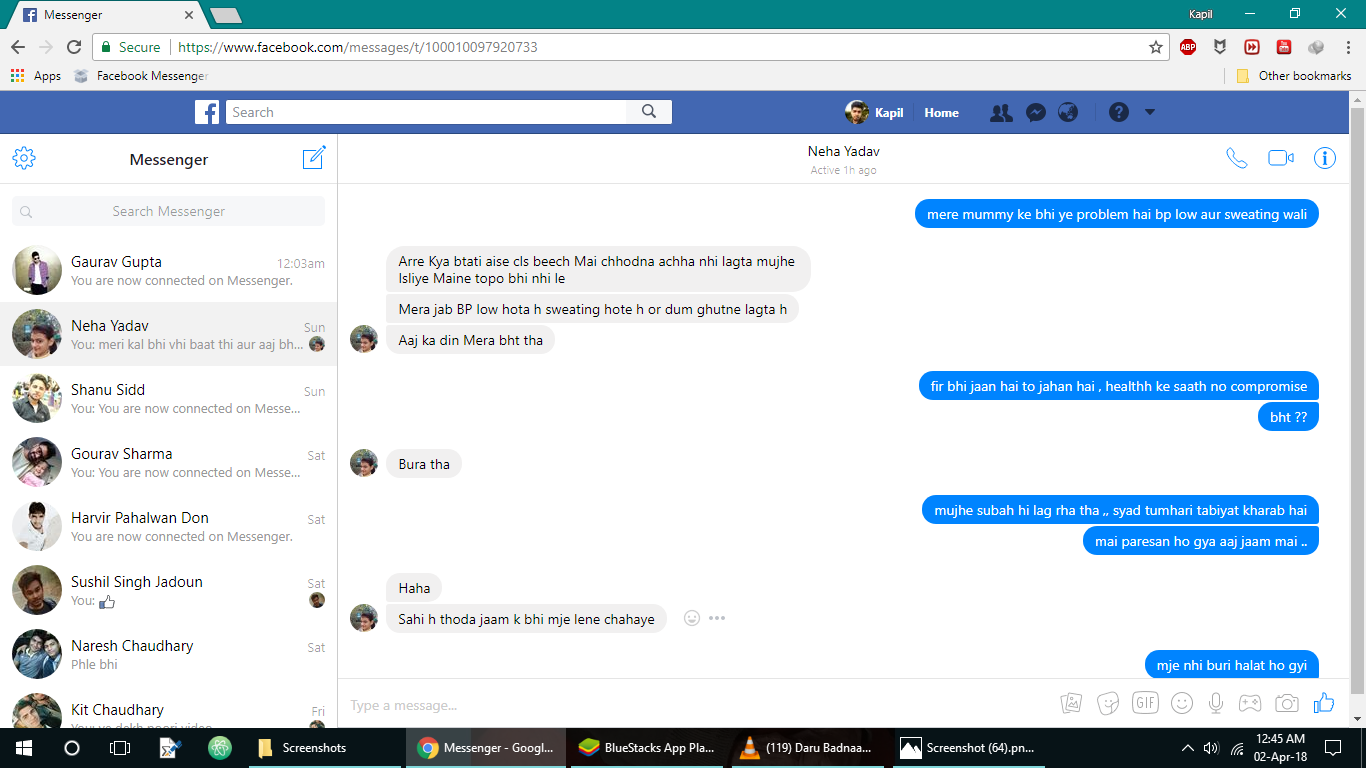 Messenger
Kapil
Secure
https://www.facebook.com/messages/t/100010097920733
ABP
Apps
Facebook Messenger
Other bookmarks
Search
Kapil
Home
Messenger
Search Messenger
Gaurav Gupta
12:03am
You are now connected on Messenger.
Neha Yadav
Sun
You: meri kal bhi vhi baat thi aur aaj bh...
Shanu Sidd
Sun
You: You are now connected on Messe...
Gourav Sharma
Sat
You: You are now connected on Messe...
Harvir Pahalwan Don
Sat
You are now connected on Messenger.
Sushil Singh Jadoun
Sat
You:
Naresh Chaudhary
Sat
Phle bhi
Kit Chaudhary
Fri
You: ye dekh poori video
Neha Yadav
Active 1h ago
mere mummy ke bhi ye problem hai bp low aur sweating wali
Arre Kya btati aise cls beech Mai chhodna achha nhi lagta mujhe
Isliye Maine topo bhi nhi le
Mera jab BP low hota h sweating hote h or dum ghutne lagta h
Aaj ka din Mera bht tha
fir bhi jaan hai to jahan hai , healthh ke saath no compromise
bht ??
Bura tha
mujhe subah hi lag rha tha ,, syad tumhari tabiyat kharab hai
mai paresan ho gya aaj jaam mai ..
Haha
Sahi h thoda jaam k bhi mje lene chahaye
mje nhi buri halat ho gyi
Type a message...
GIF
Screenshots
Messenger - Googl...
BlueStacks App Pla...
(119) Daru Badnaa...
Screenshot (64).pn...
12:45 AM
02-Apr-18